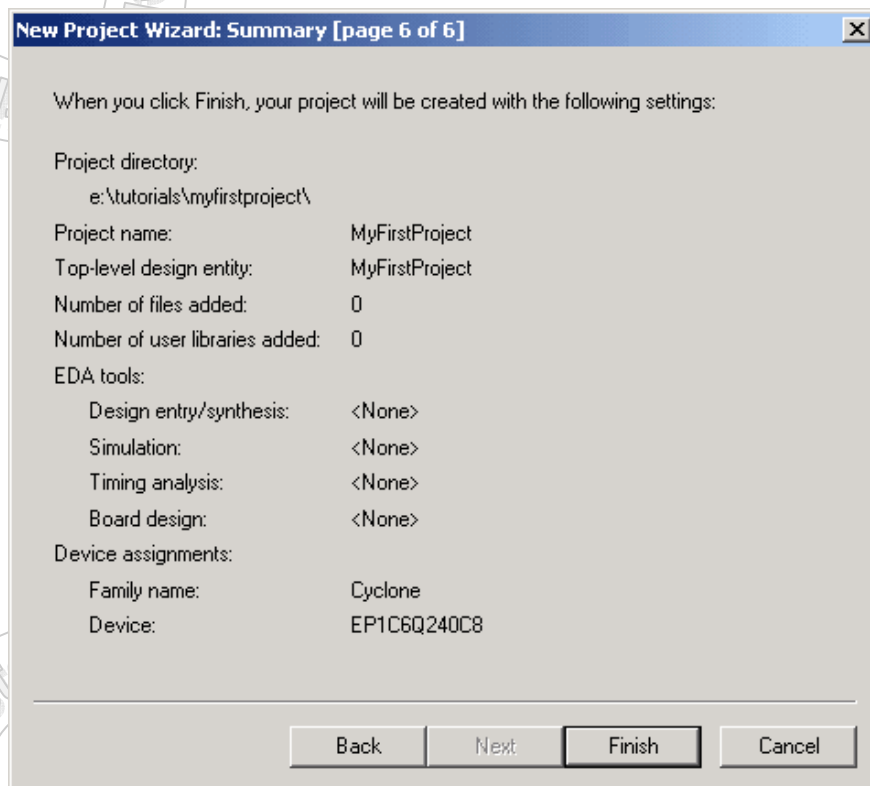 New Project Wizard: Summary [page 6 of 6]
When you click Finish, your project will be created with the following settings:
Project directory:
e:\tutorials\myfirstproject\
Project name: MyFirstProject
Top-level design entity: MyFirstProject
Number of files added: 0
Number of user libraries added: 0
EDA tools:
Design entry/synthesis: <None>
Simulation: <None>
Timing analysis: <None>
Board design: <None>
Device assignments:
Family name: Cyclone
Device: EP1C6Q240C8
Back Next Finish Cancel